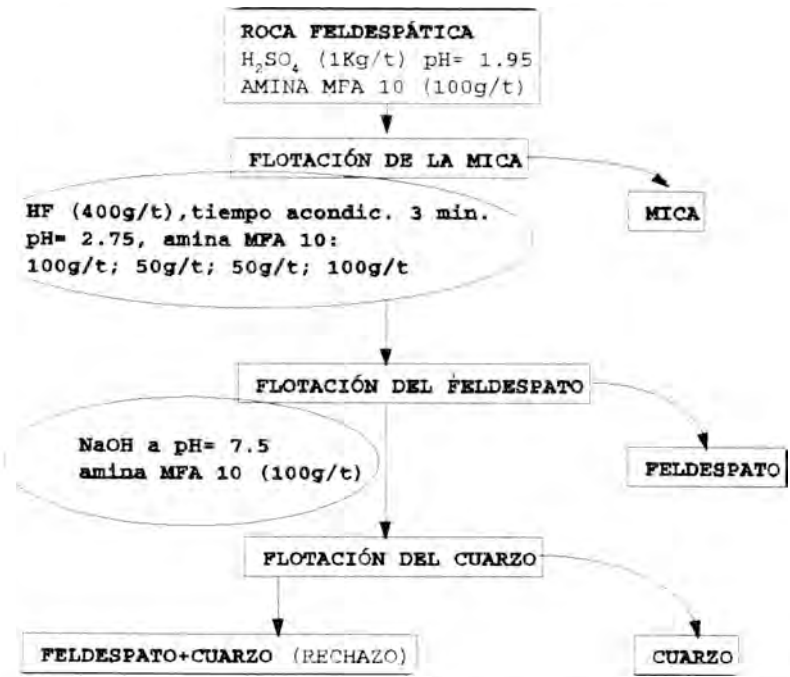 ROCA FELDESPÁTICA
H₂SO₄ (1Kg/t) pH= 1.95
AMINA MFA 10 (100g/t)
FLOTACIÓN DE LA MICA
MICA
HF (400g/t),tiempo acondic. 3 min.
pH= 2.75, amina MFA 10:
100g/t; 50g/t; 50g/t; 100g/t
FLOTACIÓN DEL FELDESPATO
FELDESPATO
NaOH a pH= 7.5
amina MFA 10 (100g/t)
FLOTACIÓN DEL CUARZO
FELDESPATO+CUARZO (RECHAZO)
CUARZO